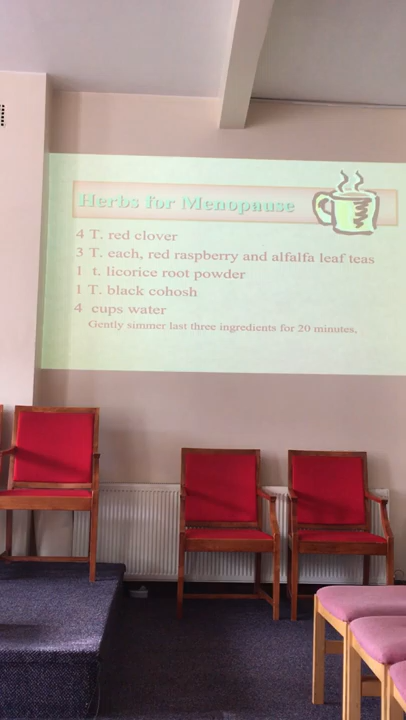 Herbs for Menopause
4 T. red clover
3 T. each, red raspberry and alfalfa leaf teas
1 t. licorice root powder
1 T. black cohosh
4 cups water
Gently simmer last three ingredients for 20 minutes,